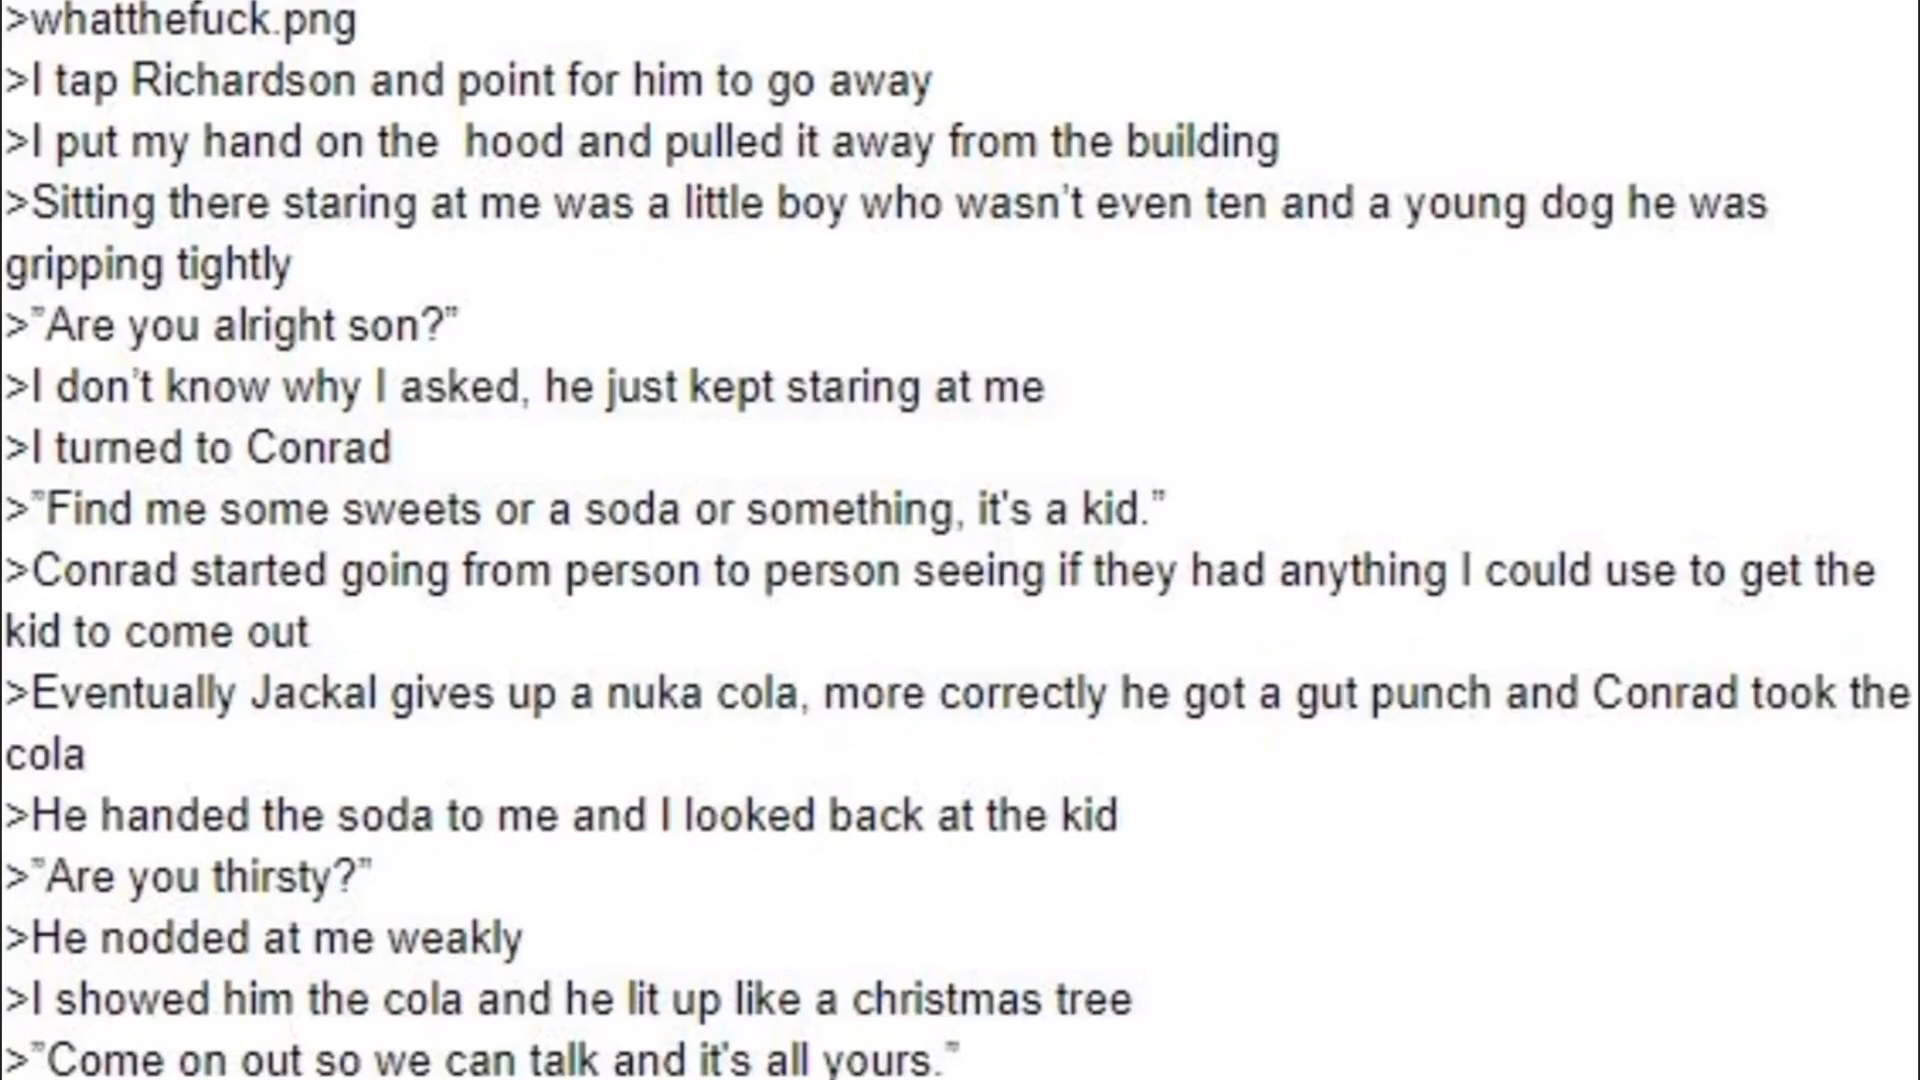 >whatthefuck.png
>I tap Richardson and point for him to go away
>I put my hand on the  hood and pulled it away from the building
>Sitting there staring at me was a little boy who wasn't even ten and a young dog he was
gripping tightly
>"Are you alright son?"
>I don't know why I asked, he just kept staring at me
>I turned to Conrad
>"Find me some sweets or a soda or something, it's a kid."
>Conrad started going from person to person seeing if they had anything I could use to get the
kid to come out
>Eventually Jackal gives up a nuka cola, more correctly he got a gut punch and Conrad took the
cola
>He handed the soda to me and I looked back at the kid
>"Are you thirsty?"
>He nodded at me weakly
>I showed him the cola and he lit up like a christmas tree
>"Come on out so we can talk and it's all yours."